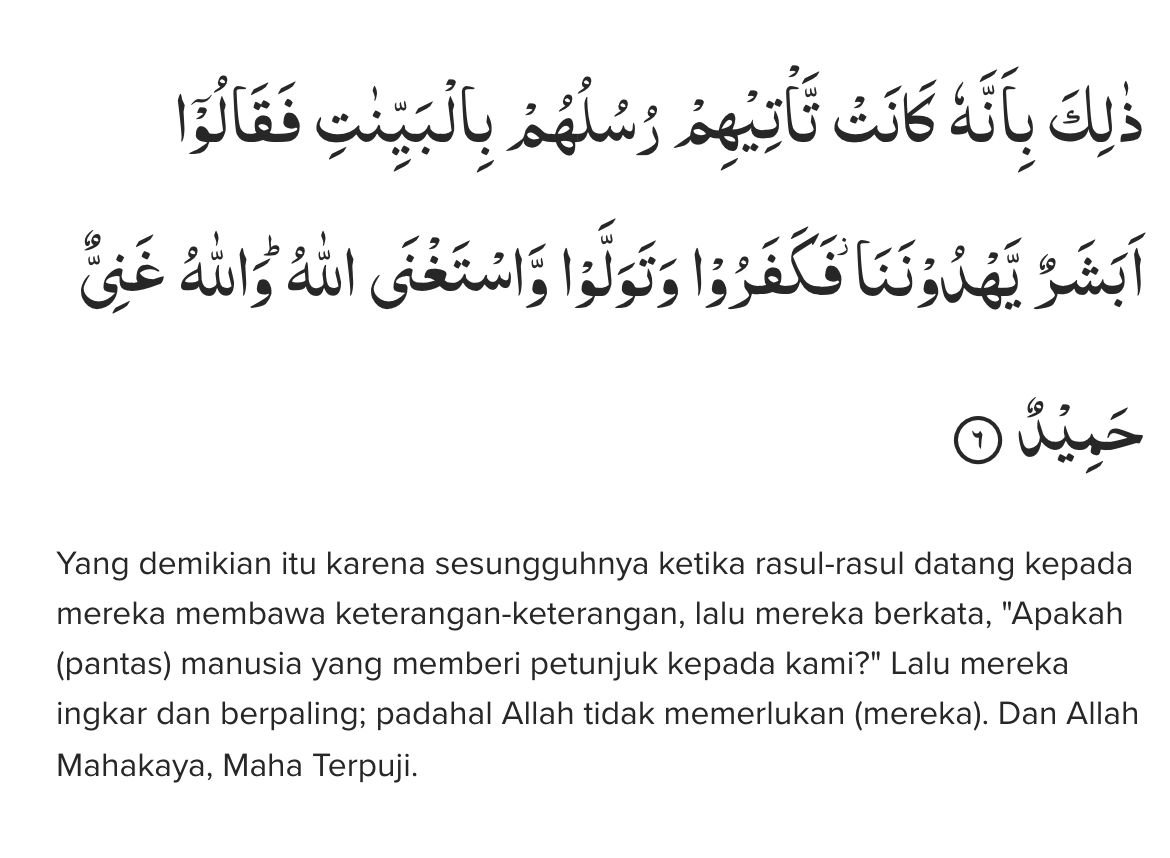 ذٰلِكَ بِاَنَّهٗ كَانَتْ تَّأْتِيْهِمْ رُسُلُهُمْ بِالْبَيِّنٰتِ فَقَالُوْٓا
اَبَشَرٌ يَّهْدُوْنَنَا ۖفَكَفَرُوْا وَتَوَلَّوْا وَّاسْتَغْنَى اللّٰهُ ۗوَاللّٰهُ غَنِيٌّ
حَمِيْدٌ ٦
Yang demikian itu karena sesungguhnya ketika rasul-rasul datang kepada
mereka membawa keterangan-keterangan, lalu mereka berkata, "Apakah
(pantas) manusia yang memberi petunjuk kepada kami?" Lalu mereka
ingkar dan berpaling; padahal Allah tidak memerlukan (mereka). Dan Allah
Mahakaya, Maha Terpuji.